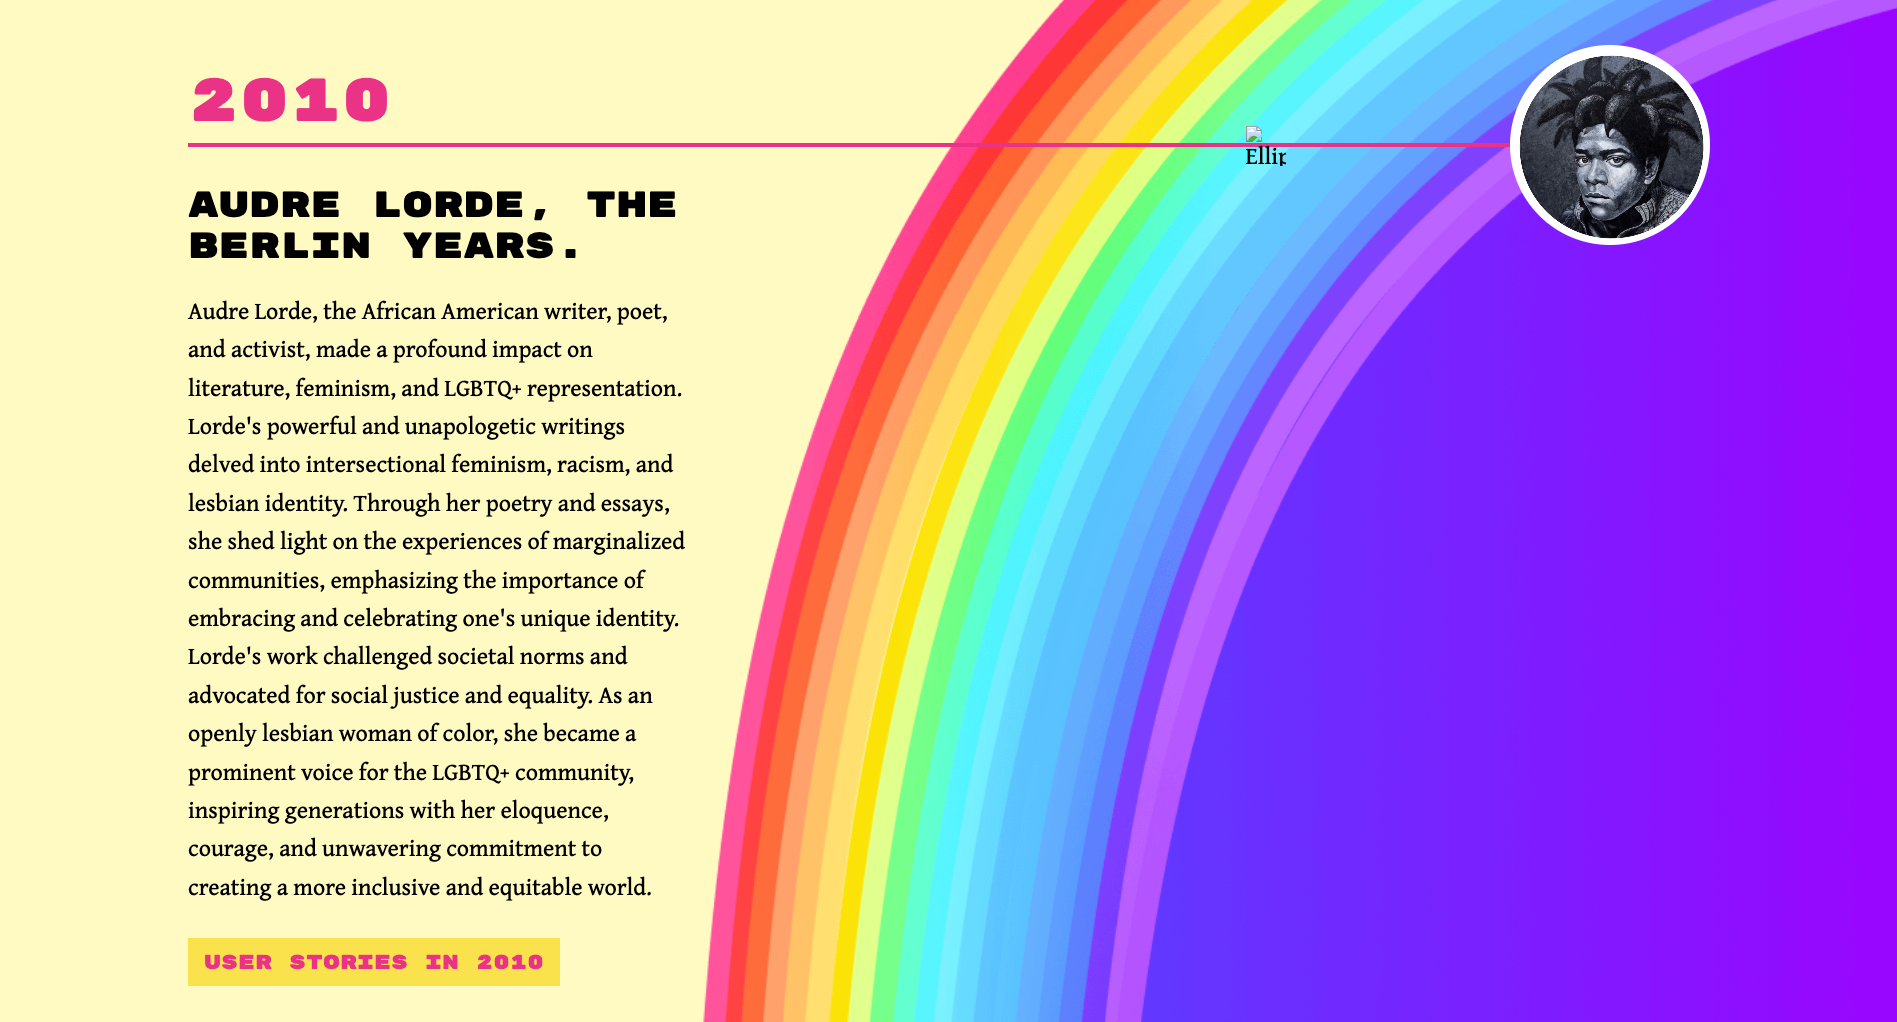 2010
Ellip
AUDRE LORDE, THE
BERLIN YEARS.
Audre Lorde, the African American writer, poet,
and activist, made a profound impact on
literature, feminism, and LGBTQ+ representation.
Lorde's powerful and unapologetic writings
delved into intersectional feminism, racism, and
lesbian identity. Through her poetry and essays,
she shed light on the experiences of marginalized
communities, emphasizing the importance of
embracing and celebrating one's unique identity.
Lorde's work challenged societal norms and
advocated for social justice and equality. As an
openly lesbian woman of color, she became a
prominent voice for the LGBTQ+ community,
inspiring generations with her eloquence,
courage, and unwavering commitment to
creating a more inclusive and equitable world.
USER STORIES IN 2010